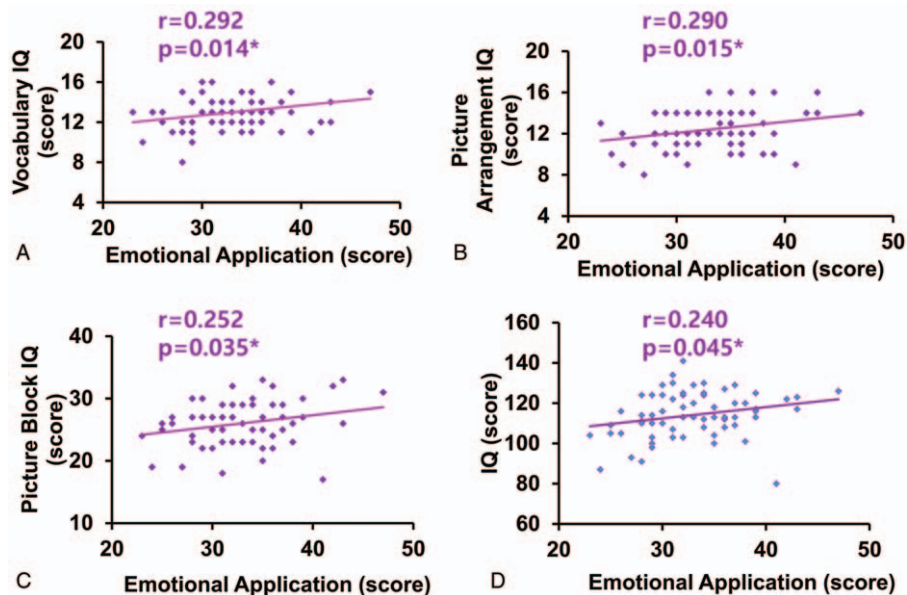 r=0.292
p=0.014*
Vocabulary IQ
(score)
20
16
12
8
4
20 30 40 50
A
Emotional Application (score)
r=0.290
p=0.015*
Picture
Arrangement IQ
(score)
20
16
12
8
4
20 30 40 50
B
Emotional Application (score)
r=0.252
p=0.035*
Picture Block IQ
(score)
40
30
20
10
20 30 40 50
C
Emotional Application (score)
r=0.240
p=0.045*
IQ (score)
160
140
120
100
80
60
20 30 40 50
D
Emotional Application (score)